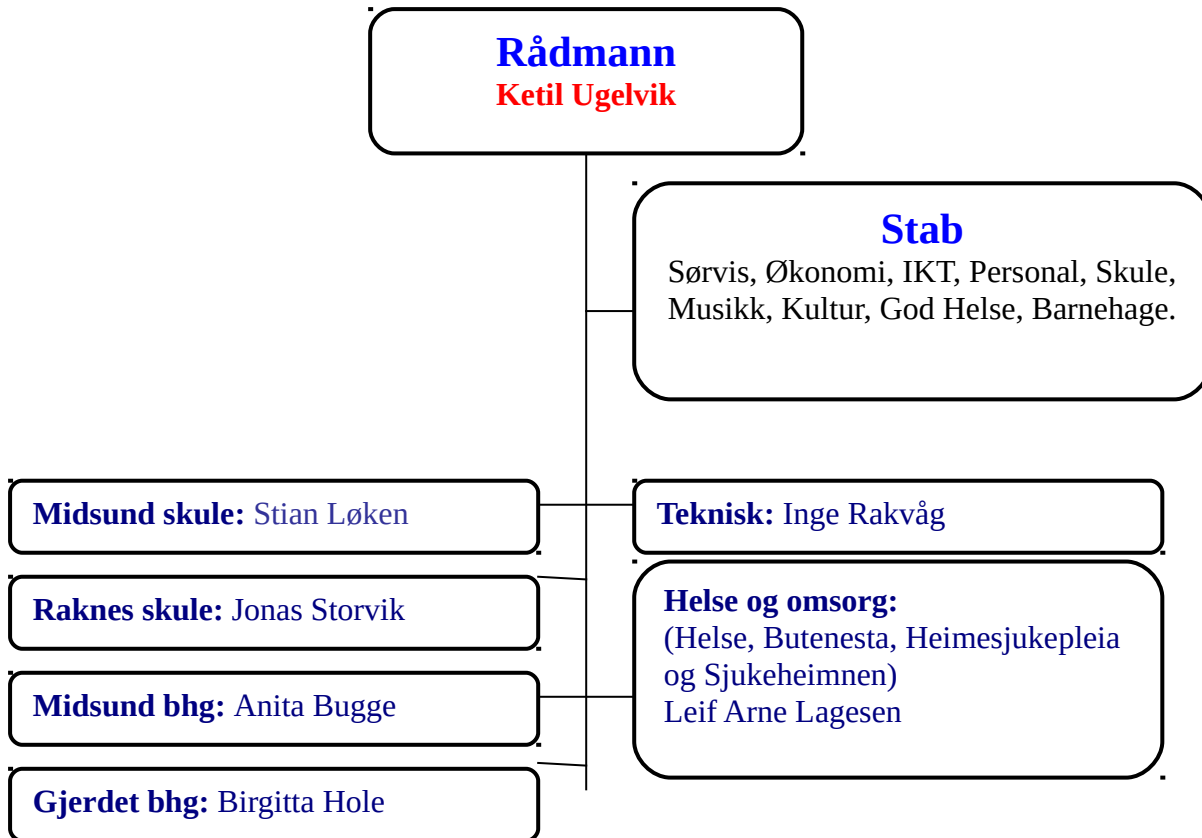 Rådmann
Ketil Ugelvik
Stab
Sørvis, Økonomi, IKT, Personal, Skule,
Musikk, Kultur, God Helse, Barnehage.
Midsund skule: Stian Løken
Teknisk: Inge Rakvåg
Raknes skule: Jonas Storvik
Helse og omsorg:
(Helse, Butenesta, Heimesjukepleia
og Sjukeheimnen)
Leif Arne Lagesen
Midsund bhg: Anita Bugge
Gjerdet bhg: Birgitta Hole